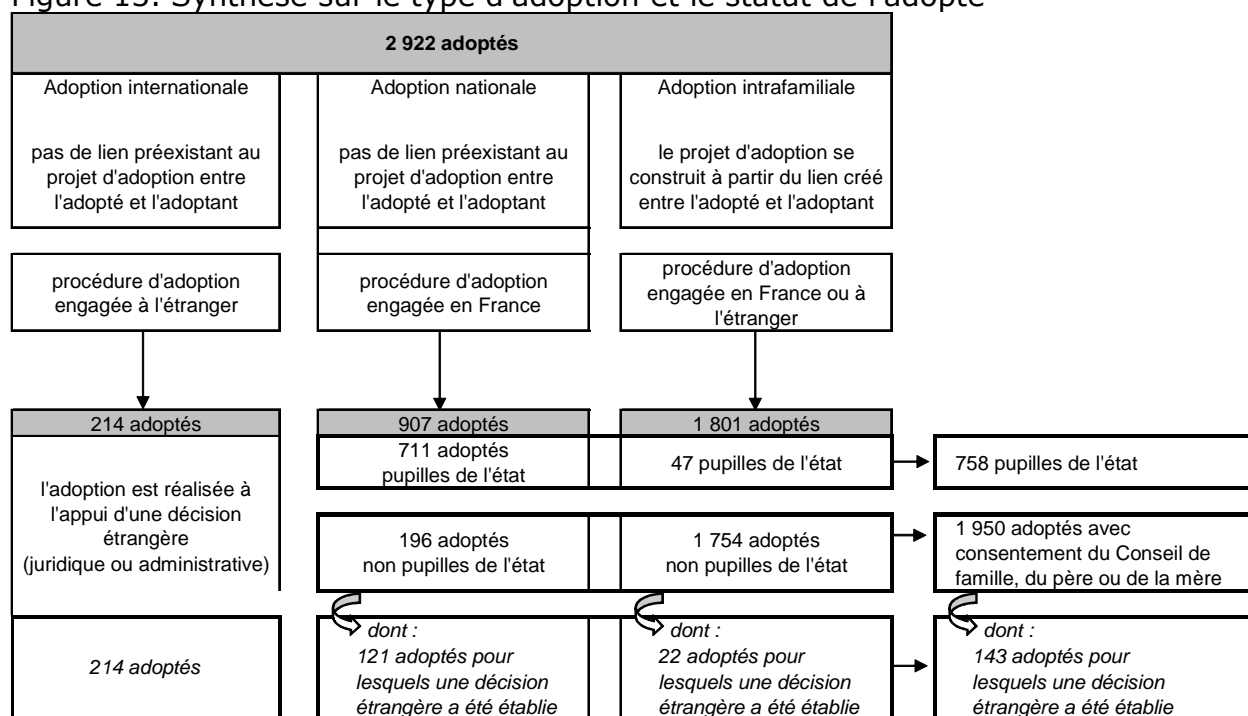 Figure 13. Synthèse sur le type d'adoption et le statut de l'adopté
2 922 adoptés
Adoption internationale
pas de lien préexistant au
projet d'adoption entre
l'adopté et l'adoptant
Adoption nationale
pas de lien préexistant au
projet d'adoption entre
l'adopté et l'adoptant
Adoption intrafamiliale
le projet d'adoption se
construit à partir du lien créé
entre l'adopté et l'adoptant
procédure d'adoption
engagée à l'étranger
procédure d'adoption
engagée en France
procédure d'adoption
engagée en France ou à
l'étranger
214 adoptés
907 adoptés
1 801 adoptés
l'adoption est réalisée à
l'appui d'une décision
étrangère
(juridique ou administrative)
711 adoptés
pupilles de l'état
47 pupilles de l'état
758 pupilles de l'état
196 adoptés
non pupilles de l'état
1 754 adoptés
non pupilles de l'état
1 950 adoptés avec
consentement du Conseil de
famille, du père ou de la mère
214 adoptés
dont :
121 adoptés pour
lesquels une décision
étrangère a été établie
dont :
22 adoptés pour
lesquels une décision
étrangère a été établie
dont :
143 adoptés pour
lesquels une décision
étrangère a été établie